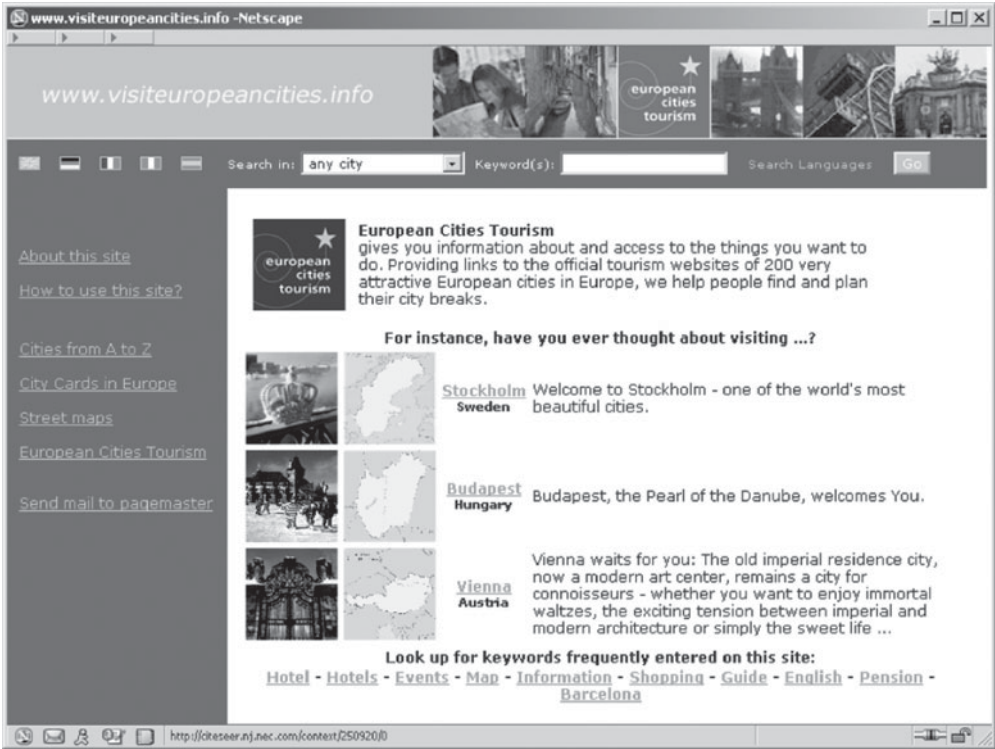 www.visiteuropeancities.info -Netscape
www.visiteuropeancities.info
european
cities
tourism
Search in: any city Keyword(s): Search Languages Go
About this site
How to use this site?
Cities from A to Z
City Cards in Europe
Street maps
European Cities Tourism
Send mail to pagemaster
european
cities
tourism
European Cities Tourism
gives you information about and access to the things you want to
do. Providing links to the official tourism websites of 200 very
attractive European cities in Europe, we help people find and plan
their city breaks.
For instance, have you ever thought about visiting ...?
Stockholm
Sweden
Welcome to Stockholm - one of the world's most
beautiful cities.
Budapest
Hungary
Budapest, the Pearl of the Danube, welcomes You.
Vienna
Austria
Vienna waits for you: The old imperial residence city,
now a modern art center, remains a city for
connoisseurs - whether you want to enjoy immortal
waltzes, the exciting tension between imperial and
modern architecture or simply the sweet life ...
Look up for keywords frequently entered on this site:
Hotel - Hotels - Events - Map - Information - Shopping - Guide - English - Pension -
Barcelona
http://citeseer.nj.nec.com/context/250920/0